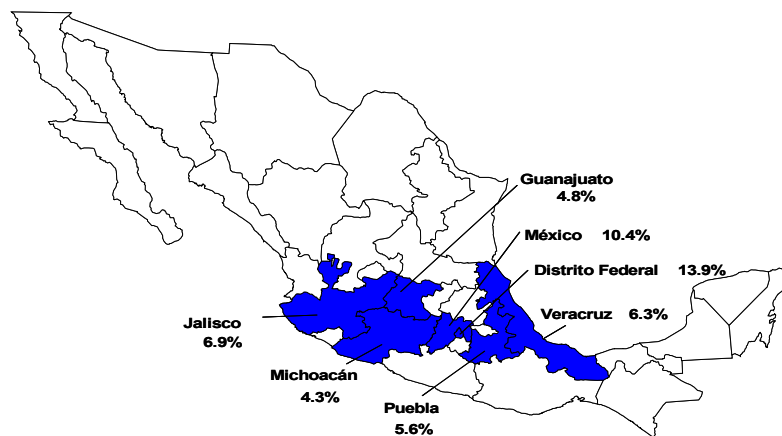 Guanajuato
4.8%
México 10.4%
Distrito Federal 13.9%
Veracruz 6.3%
Jalisco
6.9%
Michoacán
4.3%
Puebla
5.6%